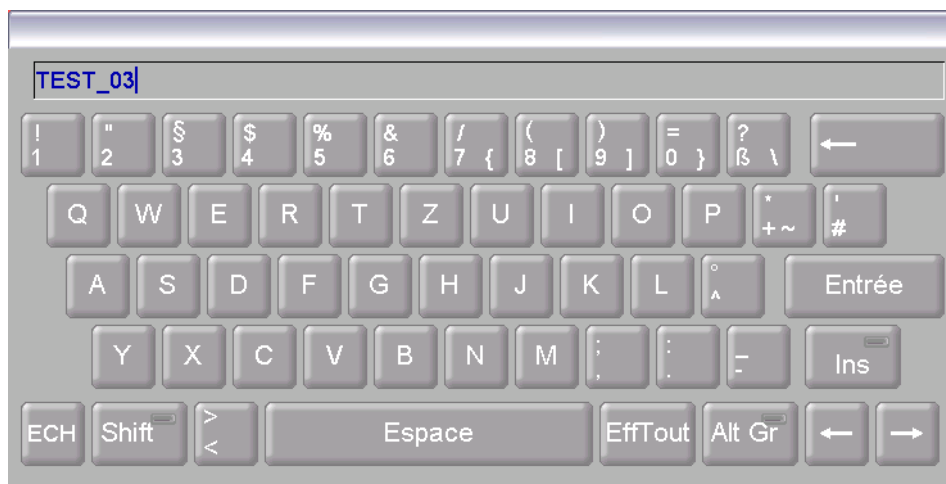 TEST_03
! " § $ % & / ( ) = ?
1 2 3 4 5 6 7 { 8 [ 9 ] 0 } ß \
Q W E R T Z U I O P * + ~ ' #
A S D F G H J K L ° ^ Entrée
Y X C V B N M ; , : . _ - Ins
ECH Shift > < Espace EffTout Alt Gr